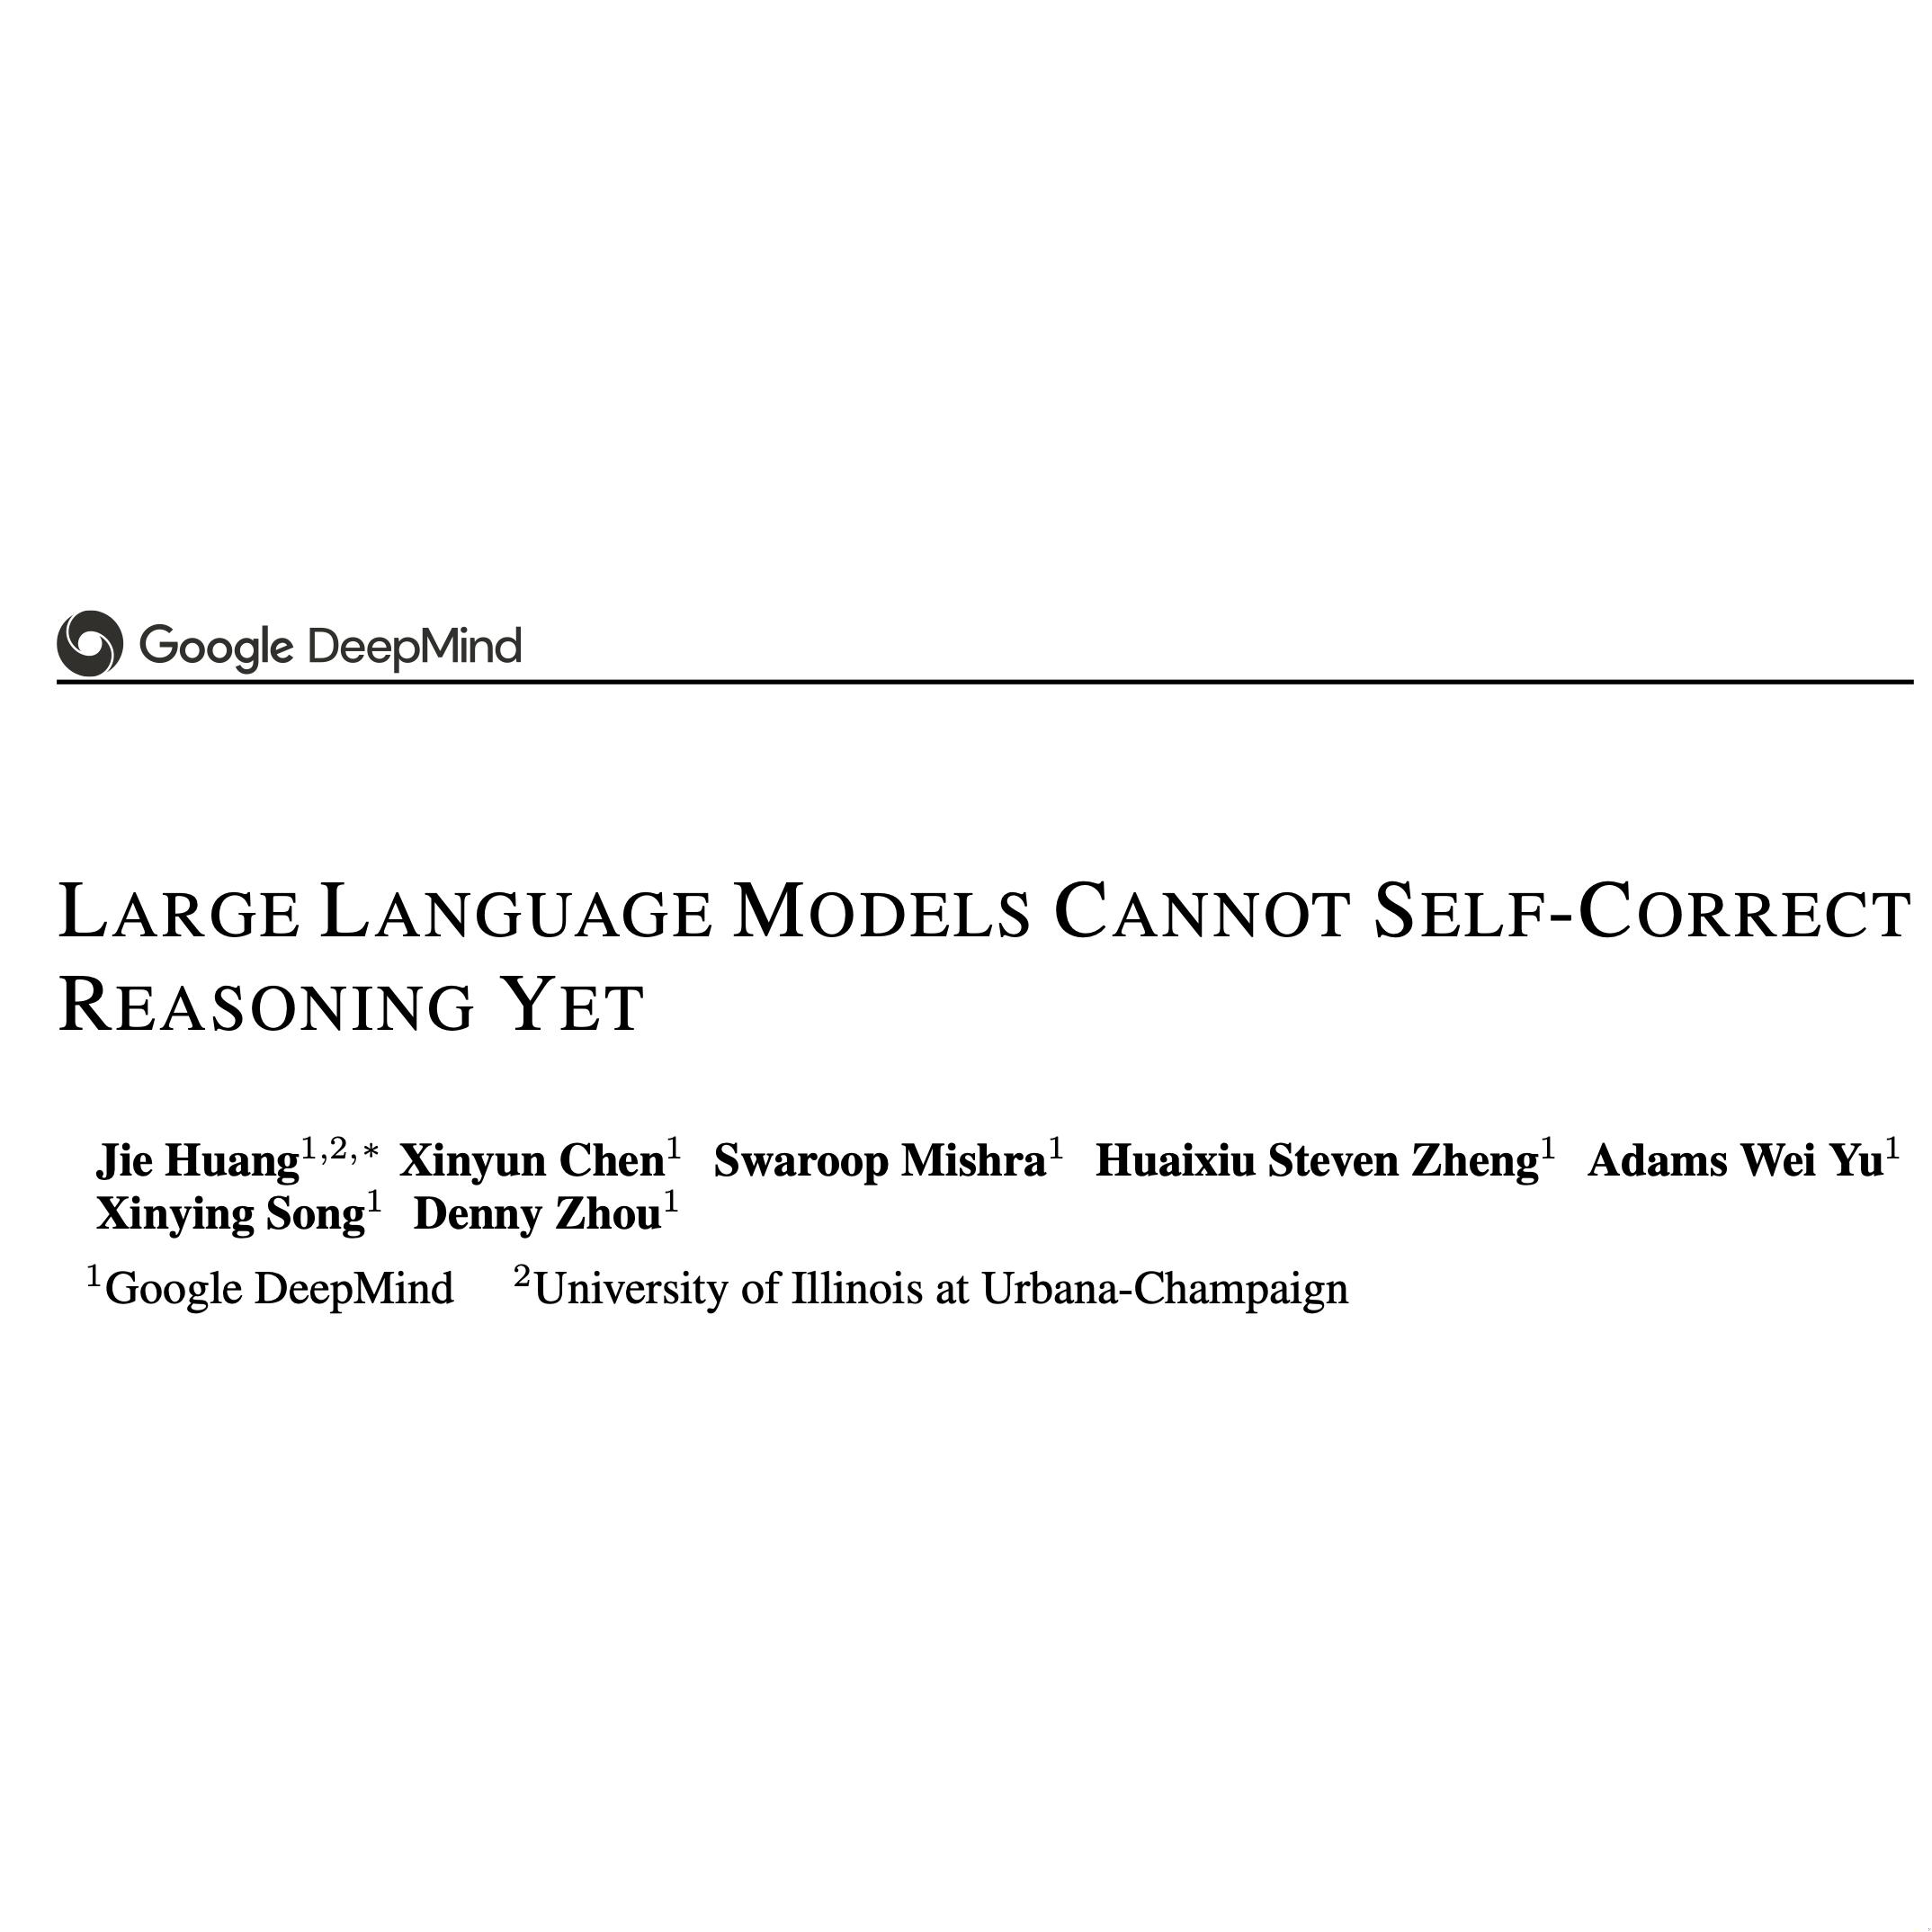 Google DeepMind
LARGE LANGUAGE MODELS CANNOT SELF-CORRECT
REASONING YET
Jie Huang1,2,* Xinyun Chen1 Swaroop Mishra1 Huaixiu Steven Zheng1 Adams Wei Yu1
Xinying Song1 Denny Zhou1
1Google DeepMind 2University of Illinois at Urbana-Champaign